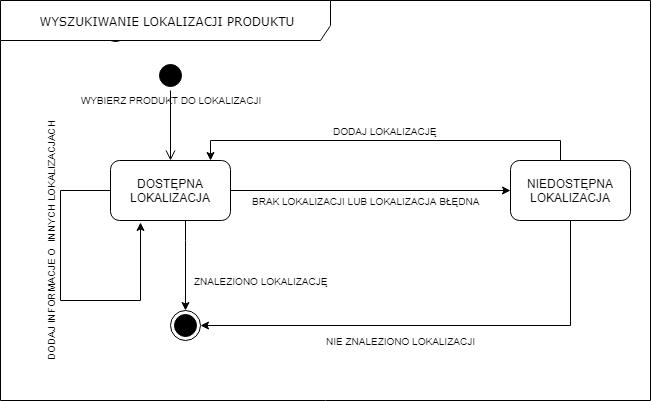 WYSZUKIWANIE LOKALIZACJI PRODUKTU
WYBIERZ PRODUKT DO LOKALIZACJI
DODAJ LOKALIZACJĘ
DOSTĘPNA
LOKALIZACJA
NIEDOSTĘPNA
LOKALIZACJA
BRAK LOKALIZACJI LUB LOKALIZACJA BŁĘDNA
DODAJ INFORMACJE O INNYCH LOKALIZACJACH
ZNALEZIONO LOKALIZACJĘ
NIE ZNALEZIONO LOKALIZACJI